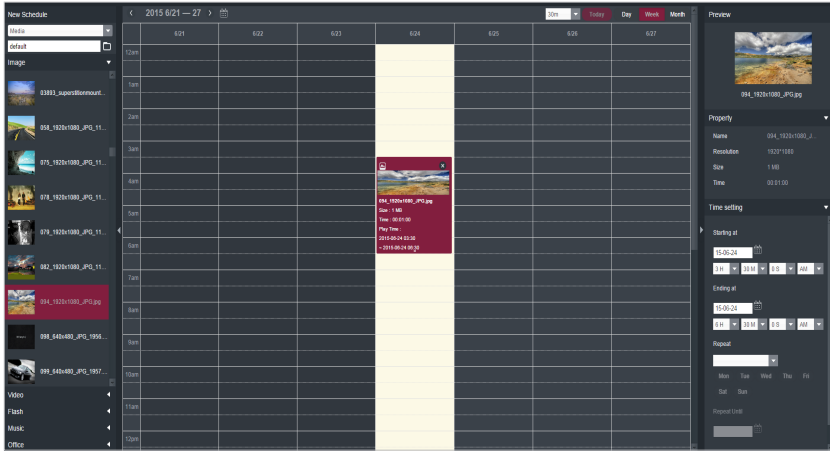 New Schedule
Media
default
Image
03893_superstitionmount...
058_1920x1080_JPG_11...
075_1920x1080_JPG_11...
078_1920x1080_JPG_11...
079_1920x1080_JPG_11...
082_1920x1080_JPG_11...
094_1920x1080_JPG.jpg
098_640x480_JPG_1956...
099_640x480_JPG_1957...
Video
Flash
Music
Office
2015 6/21 — 27
30m Today Day Week Month
6/21 6/22 6/23 6/24 6/25 6/26 6/27
12am
1am
2am
3am
4am
5am
6am
7am
8am
9am
10am
11am
12pm
094_1920x1080_JPG.jpg
Size : 1 MB
Time : 00:01:00
Play Time :
2015-06-24 03:30
~ 2015-06-24 06:30
Preview
094_1920x1080_JPG.jpg
Property
Name 094_1920x1080_J...
Resolution 1920*1080
Size 1 MB
Time 00:01:00
Time setting
Starting at
15-06-24
3 H 30 M 0 S AM
Ending at
15-06-24
6 H 30 M 0 S AM
Repeat
Mon Tue Wed Thu Fri
Sat Sun
Repeat Until